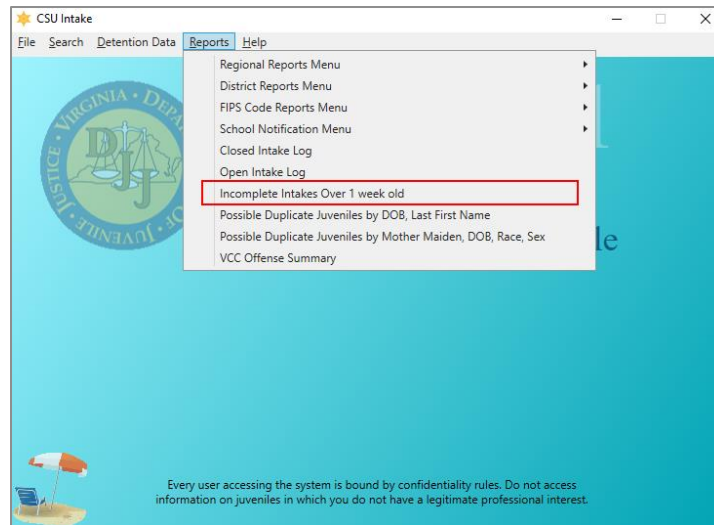 CSU Intake
File Search Detention Data Reports Help
Regional Reports Menu
District Reports Menu
FIPS Code Reports Menu
School Notification Menu
Closed Intake Log
Open Intake Log
Incomplete Intakes Over 1 week old
Possible Duplicate Juveniles by DOB, Last First Name
Possible Duplicate Juveniles by Mother Maiden, DOB, Race, Sex
VCC Offense Summary
VIRGINIA • 
OF JUVENILE JUSTICE
DJJ
le
Every user accessing the system is bound by confidentiality rules. Do not access
information on juveniles in which you do not have a legitimate professional interest.